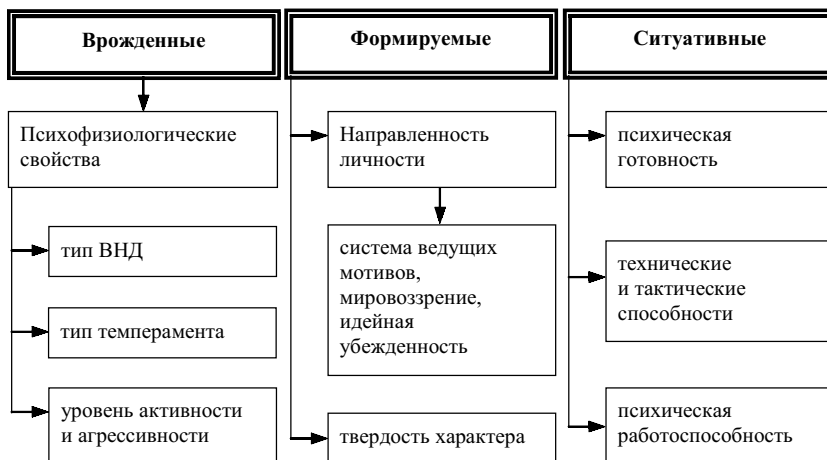 Врожденные
Формируемые
Ситуативные
Психофизиологические
свойства
Направленность
личности
психическая
готовность
тип ВНД
система ведущих
мотивов,
мировоззрение,
идейная
убежденность
технические
и тактические
способности
тип темперамента
уровень активности
и агрессивности
твердость характера
психическая
работоспособность